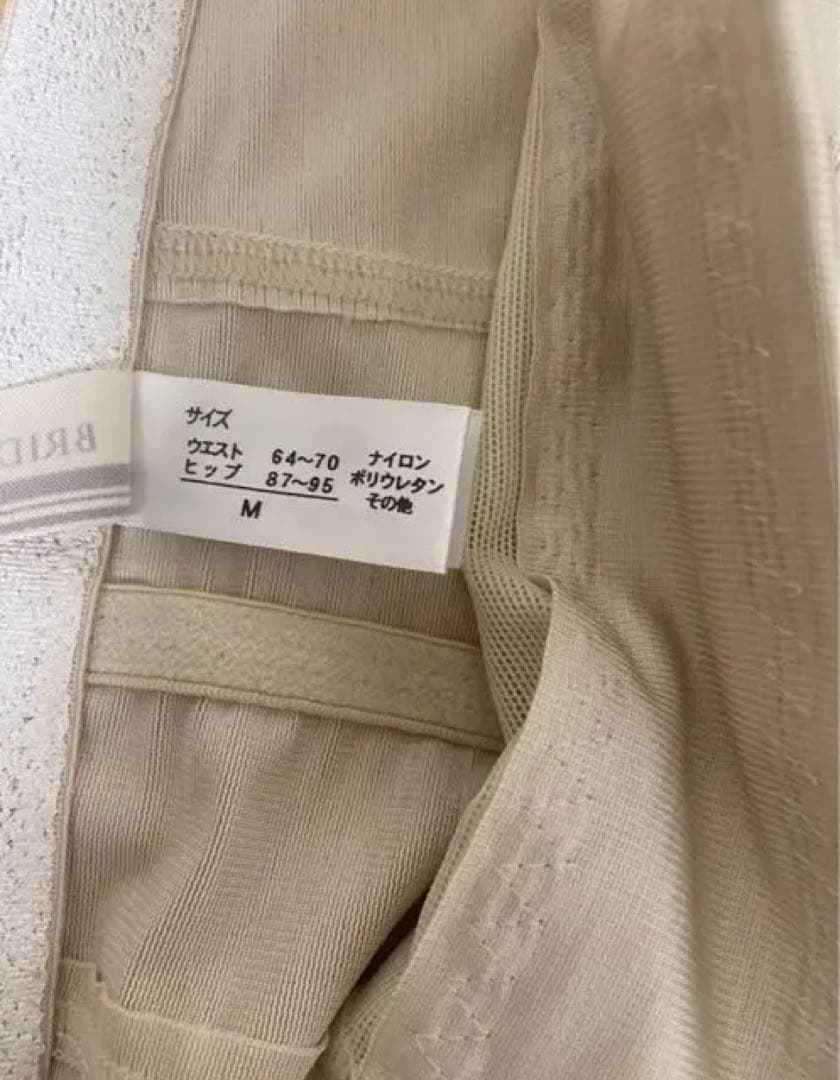 サイズ
ウエスト 64～70
ヒップ 87～95
M
ナイロン
ポリウレタン
その他
BRID